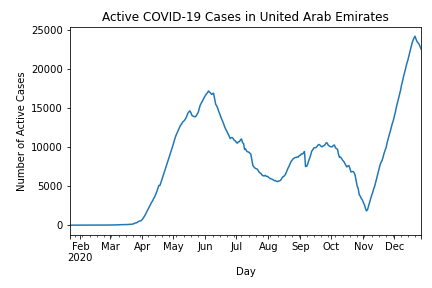 Active COVID-19 Cases in United Arab Emirates
Number of Active Cases
25000
20000
15000
10000
5000
0
Feb Mar Apr May Jun Jul Aug Sep Oct Nov Dec
2020
Day